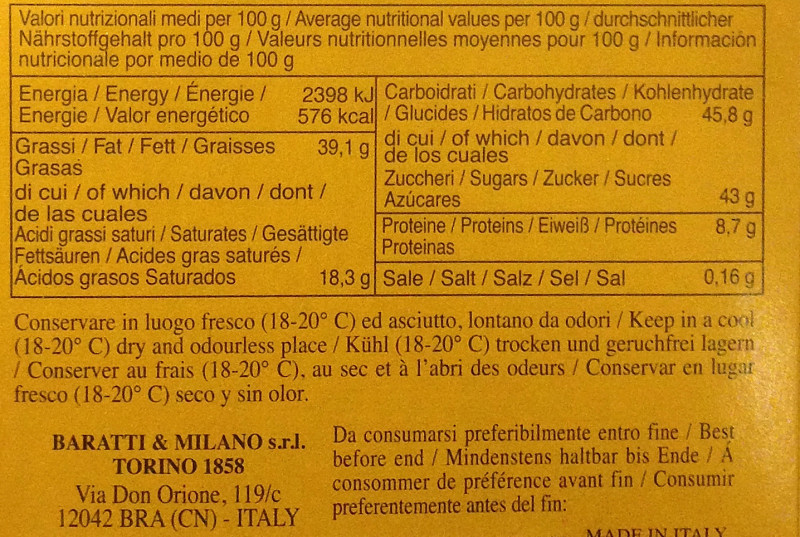 Valori nutrizionali medi per 100 g / Average nutritional values per 100 g / durchschnittlicher
Nährstoffgehalt pro 100 g / Valeurs nutritionnelles moyennes pour 100 g / Información
nutricionale por medio de 100 g
Energia / Energy / Énergie / 2398 kJ
Energie / Valor energético 576 kcal
Grassi / Fat / Fett / Graisses 39,1 g
Grasas
di cui / of which / davon / dont /
de las cuales
Acidi grassi saturi / Saturates / Gesättigte
Fettsäuren / Acides gras saturés /
Ácidos grasos Saturados 18,3 g
Carboidrati / Carbohydrates / Kohlenhydrate
/ Glucides / Hidratos de Carbono 45,8 g
di cui / of which / davon / dont /
de los cuales
Zuccheri / Sugars / Zucker / Sucres
Azúcares 43 g
Proteine / Proteins / Eiweiß / Protéines 8,7 g
Proteinas
Sale / Salt / Salz / Sel / Sal 0,16 g
Conservare in luogo fresco (18-20° C) ed asciutto, lontano da odori / Keep in a cool
(18-20° C) dry and odourless place / Kühl (18-20° C) trocken und geruchfrei lagern
/ Conserver au frais (18-20° C), au sec et à l'abri des odeurs / Conservar en lugar
fresco (18-20° C) seco y sin olor.
BARATTI & MILANO s.r.l.
TORINO 1858
Via Don Orione, 119/c
12042 BRA (CN) - ITALY
Da consumarsi preferibilmente entro fine / Best
before end / Mindenstens haltbar bis Ende / À
consommer de préférence avant fin / Consumir
preferentemente antes del fin:
MADE IN ITALY